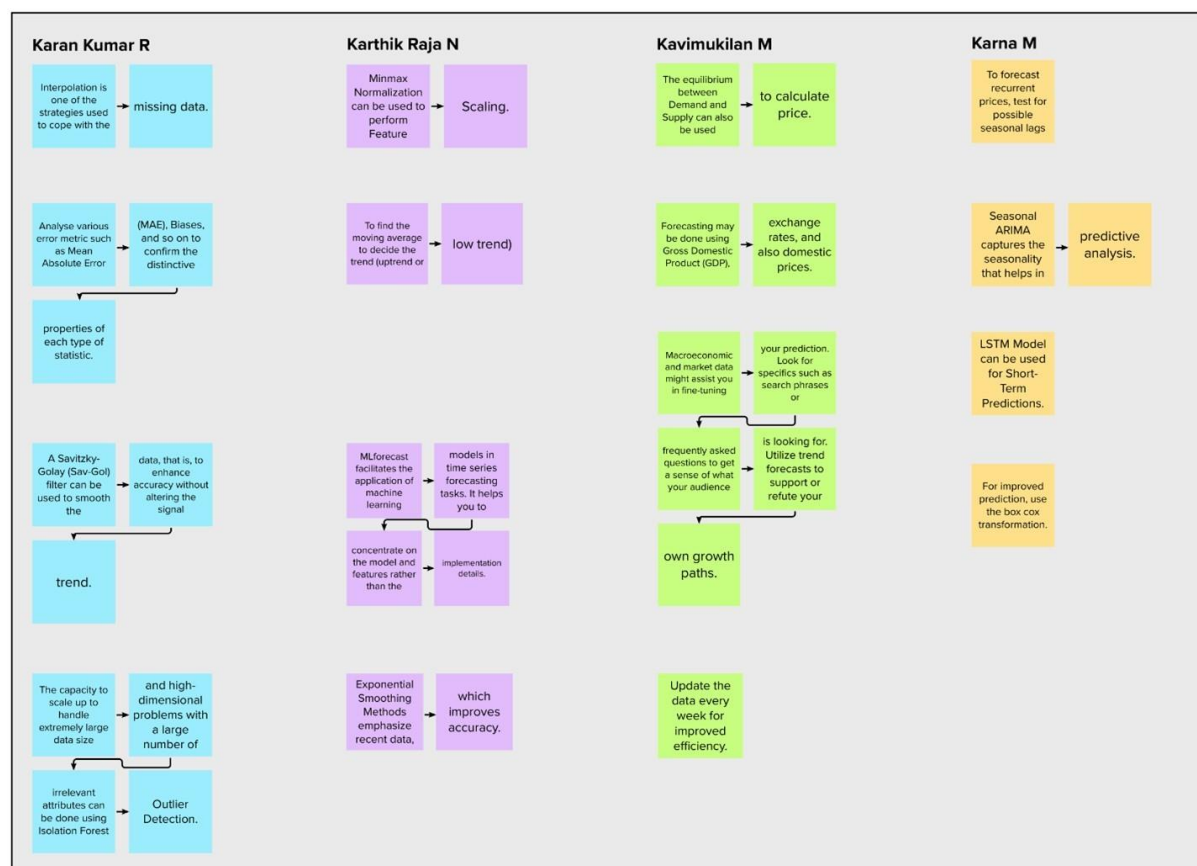 Karan Kumar R
Interpolation is
one of the
strategies used
to cope with the
missing data.
Analyse various
error metric such
as Mean
Absolute Error
(MAE), Biases,
and so on to
confirm the
distinctive
properties of
each type of
statistic.
A Savitzky-
Golay (Sav-Gol)
filter can be
used to smooth
the
data, that is, to
enhance
accuracy without
altering the
signal
trend.
The capacity to
scale up to
handle
extremely large
data size
and high-
dimensional
problems with
a large
number of
irrelevant
attributes can
be done using
Isolation Forest
Outlier
Detection.
Karthik Raja N
Minmax
Normalization
can be used to
perform
Feature
Scaling.
To find the
moving average
to decide the
trend (uptrend or
low trend)
MLforecast
facilitates the
application of
machine
learning
models in
time series
forecasting
tasks. It helps
you to
concentrate on
the model and
features rather
than the
implementation
details.
Exponential
Smoothing
Methods
emphasize
recent data,
which
improves
accuracy.
Kavimukilan M
The equilibrium
between
Demand and
Supply can also
be used
to calculate
price.
Forecasting may
be done using
Gross Domestic
Product (GDP),
exchange
rates, and
also domestic
prices.
Macroeconomic
and market data
might assist you
in fine-tuning
your prediction.
Look for
specifics such as
search phrases
or
frequently asked
questions to get
a sense of what
your audience
is looking for.
Utilize trend
forecasts to
support or
refute your
own growth
paths.
Update the
data every
week for
improved
efficiency.
Karna M
To forecast
recurrent
prices, test for
possible
seasonal lags
Seasonal
ARIMA
captures the
seasonality
that helps in
predictive
analysis.
LSTM Model
can be used
for Short-
Term
Predictions.
For improved
prediction, use
the box cox
transformation.